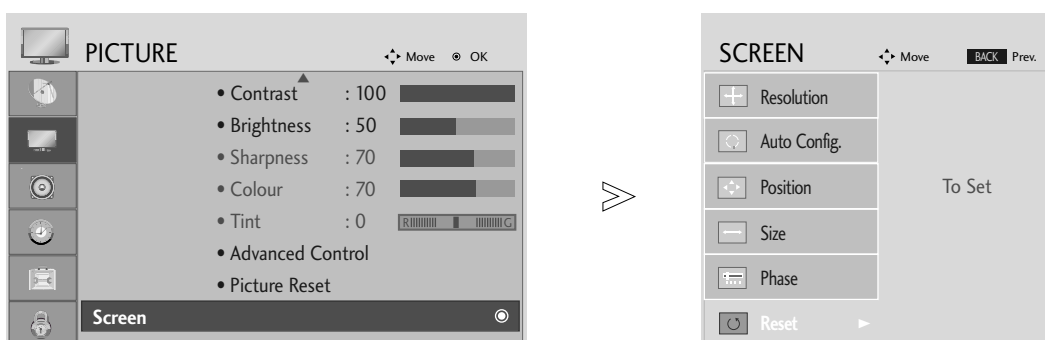 PICTURE Move OK
• Contrast : 100
• Brightness : 50
• Sharpness : 70
• Colour : 70
• Tint : 0 R G
• Advanced Control
• Picture Reset
Screen
SCREEN Move BACK Prev.
Resolution
Auto Config.
Position
To Set
Size
Phase
Reset